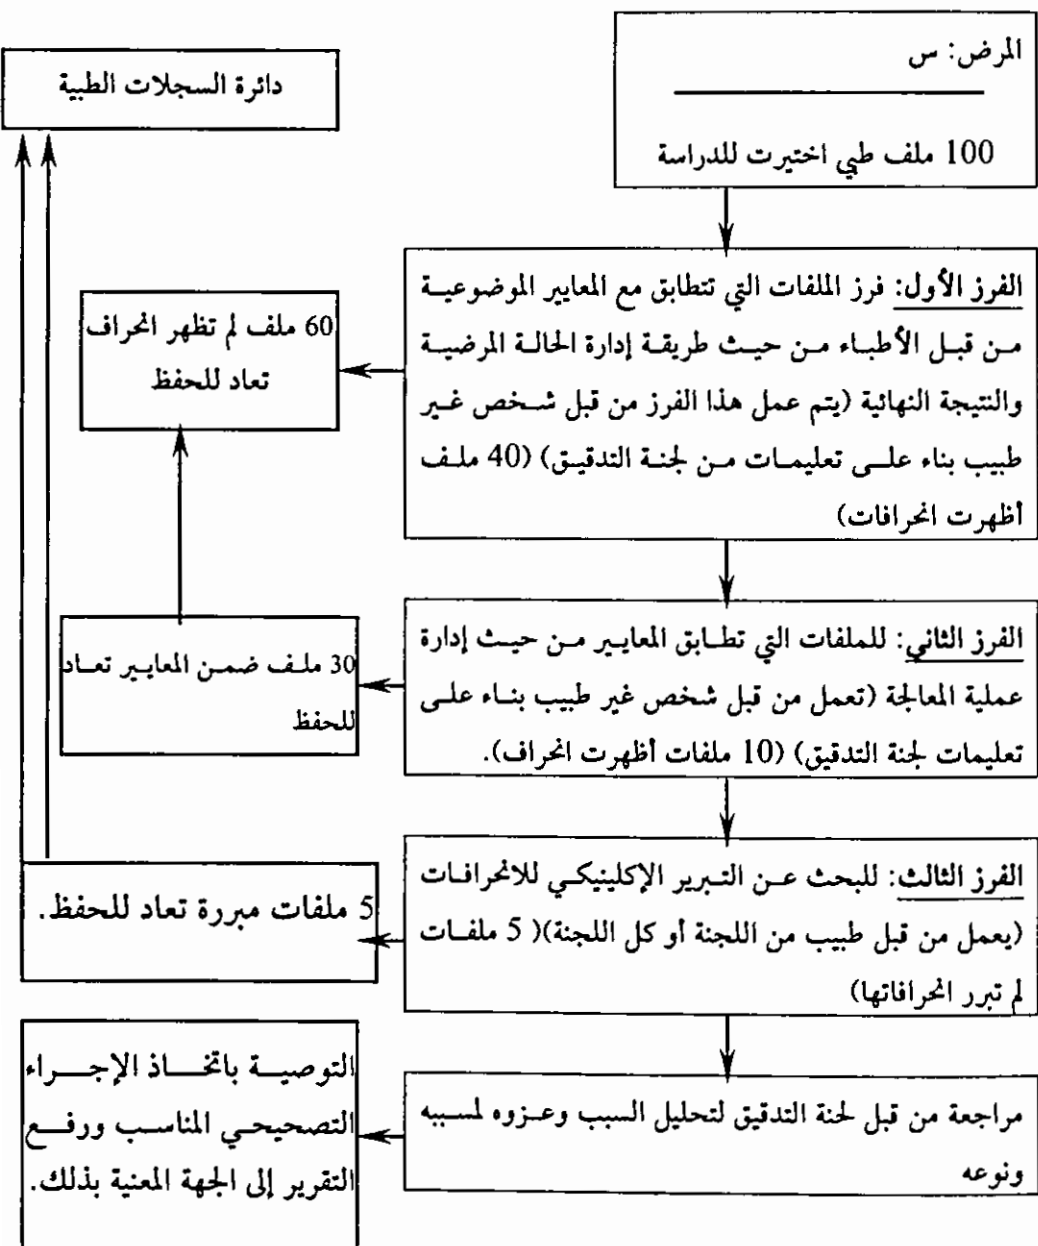 المرض: س
100 ملف طبي اختيرت للدراسة
دائرة السجلات الطبية
الفرز الأول: فرز الملفات التي تتطابق مع المعايير الموضوعية
من قبل الأطباء من حيث طريقة إدارة الحالة المرضية
والنتيجة النهائية (يتم عمل هذا الفرز من قبل شخص غير
طبيب بناء على تعليمات من لجنة التدقيق) (40 ملف
أظهرت انحرافات)
60 ملف لم تظهر انحراف
تعاد للحفظ
الفرز الثاني: للملفات التي تطابق المعايير من حيث إدارة
عملية المعالجة (تعمل من قبل شخص غير طبيب بناء على
تعليمات لجنة التدقيق) (10 ملفات أظهرت انحراف).
30 ملف ضمن المعايير تعاد
للحفظ
الفرز الثالث: للبحث عن التبرير الإكلينيكي للانحرافات
(يعمل من قبل طبيب من اللجنة أو كل اللجنة)( 5 ملفات
لم تبرر انحرافاتها)
5 ملفات مبررة تعاد للحفظ.
مراجعة من قبل لجنة التدقيق لتحليل السبب وعزوه لمسببه
ونوعه
التوصية باتخاذ الإجراء
التصحيحي المناسب ورفع
التقرير إلى الجهة المعنية بذلك.